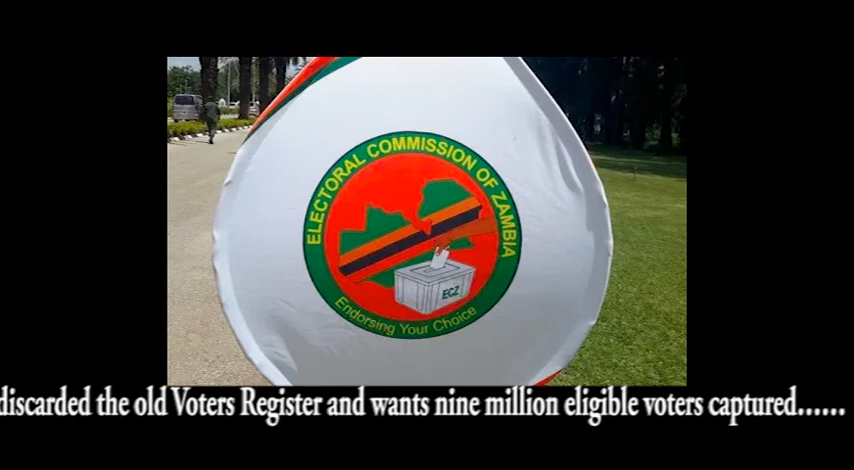 ELECTORAL COMMISSION OF ZAMBIA
ECZ
Endorsing Your Choice
discarded the old Voters Register and wants nine million eligible voters captured......